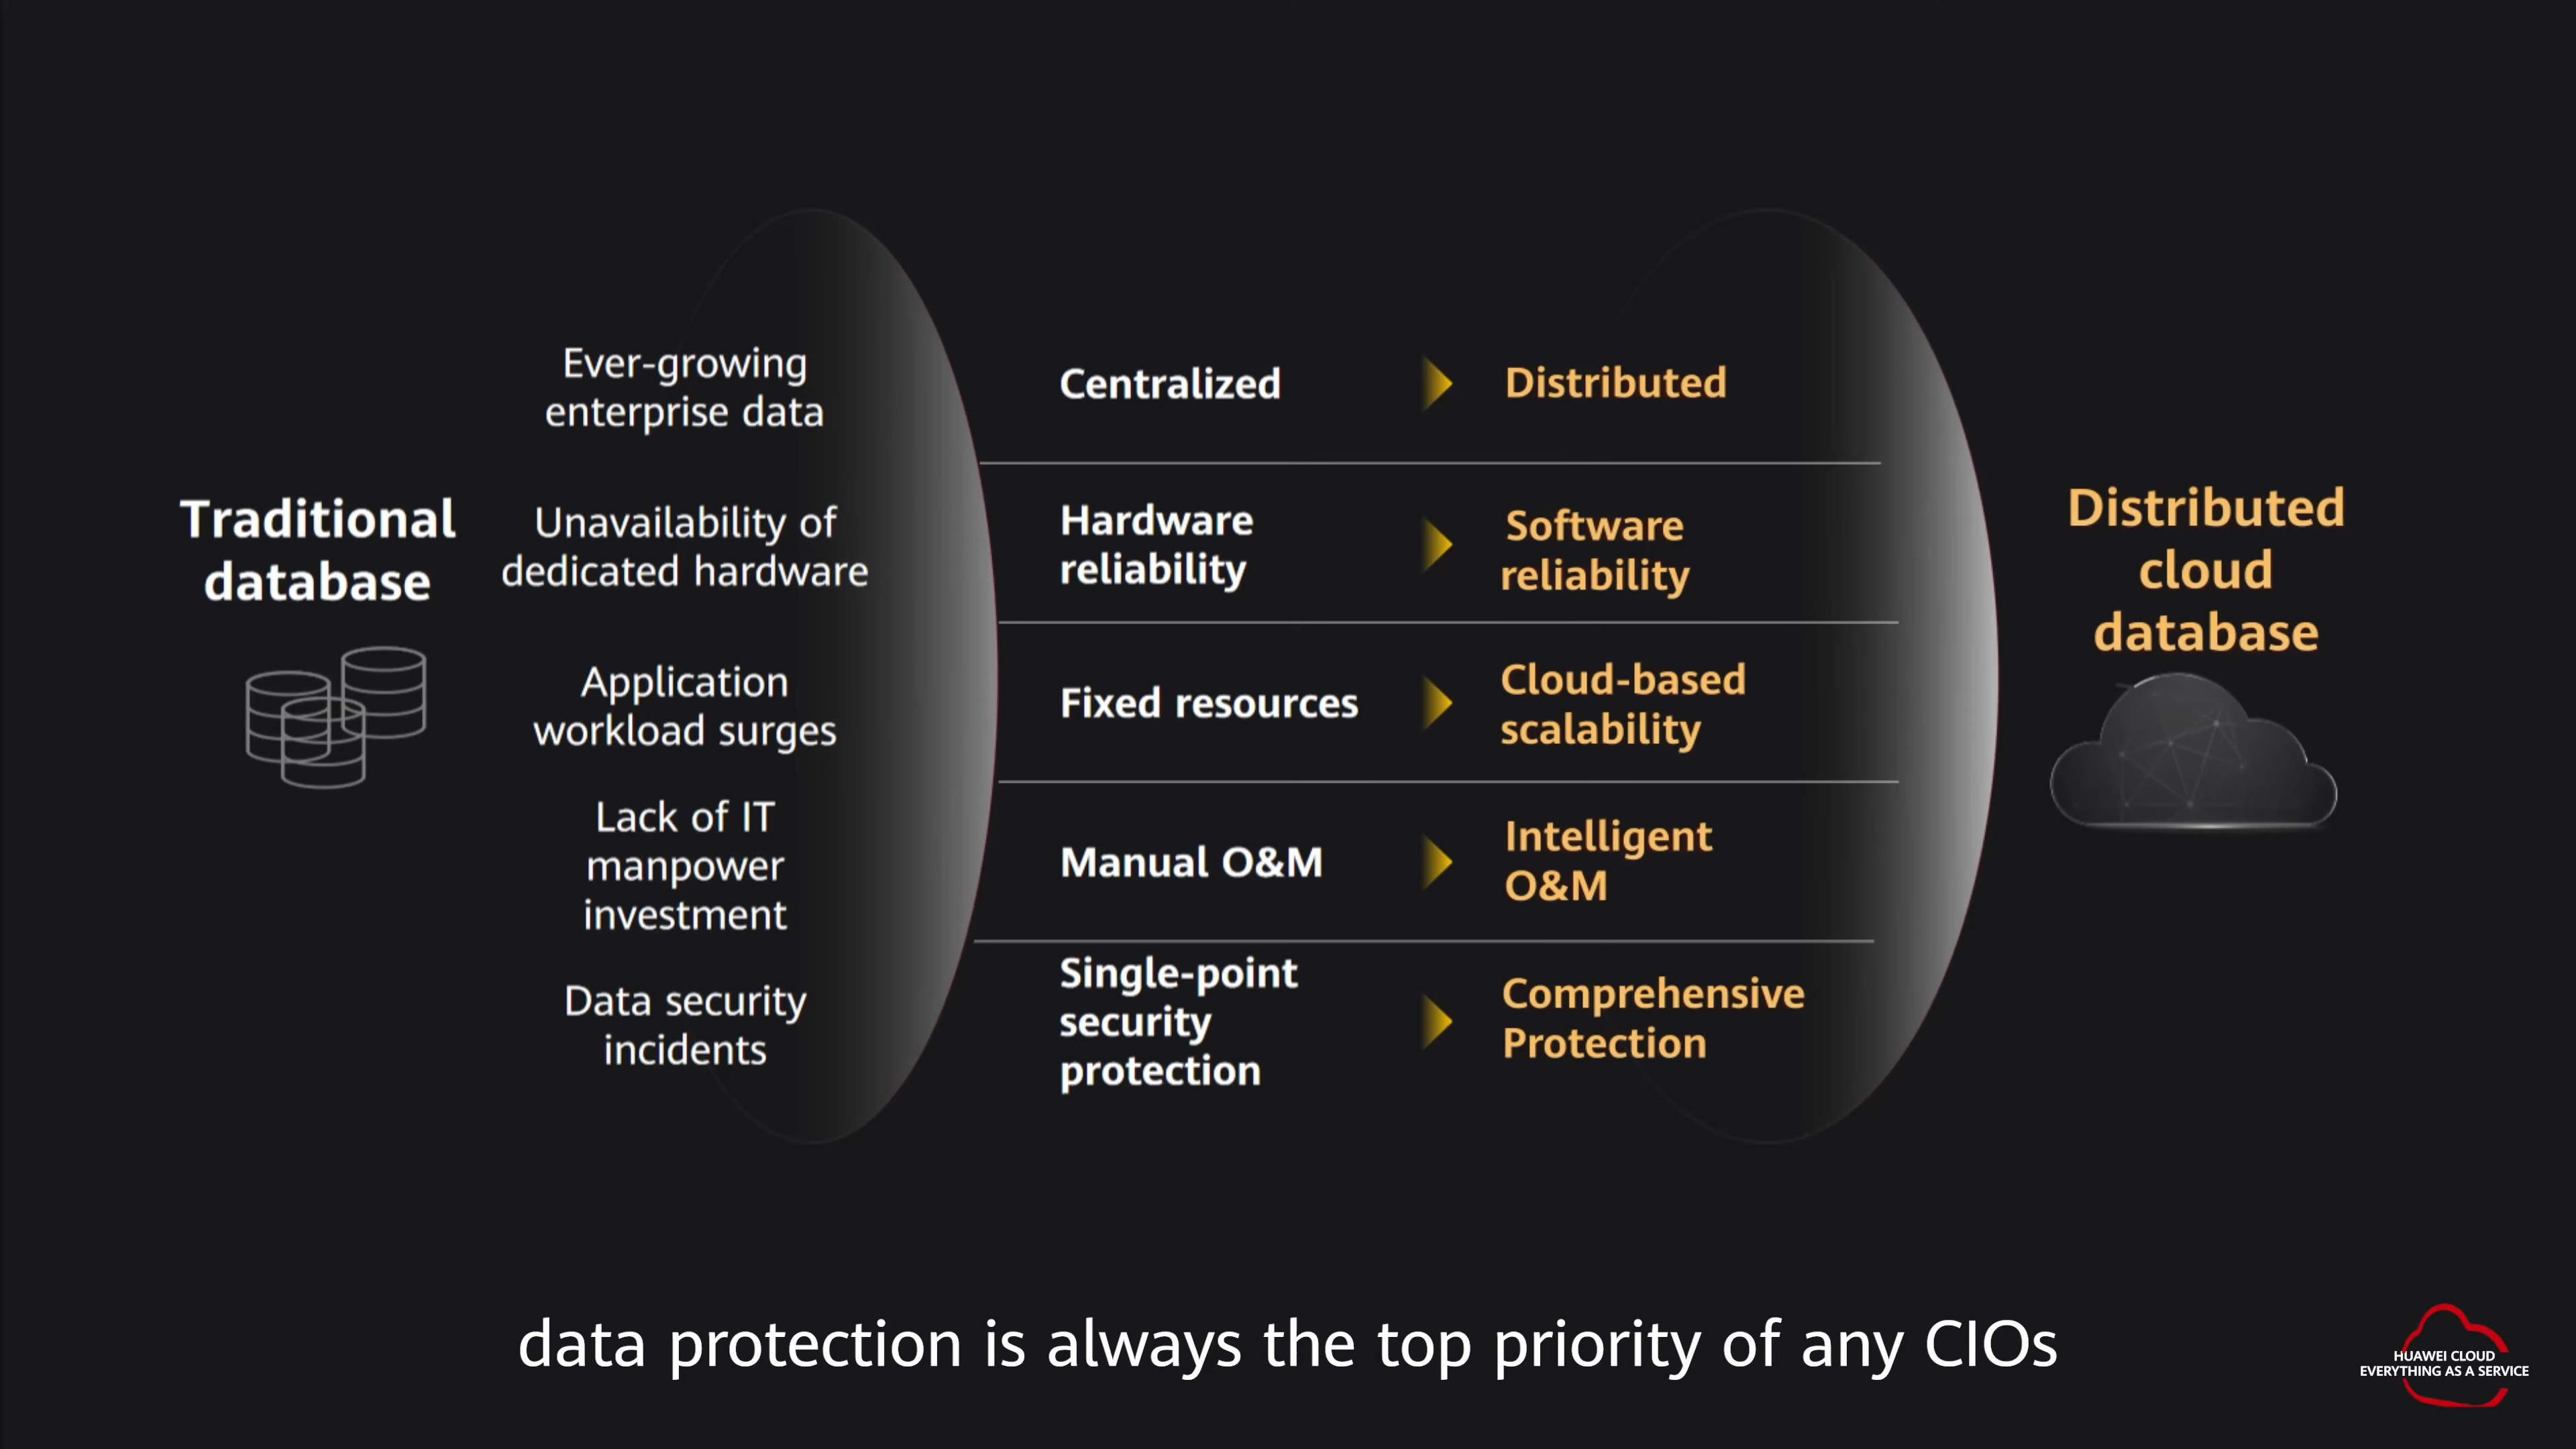 Traditional
database
Ever-growing
enterprise data
Unavailability of
dedicated hardware
Application
workload surges
Lack of IT
manpower
investment
Data security
incidents
Centralized
Distributed
Hardware
reliability
Software
reliability
Fixed resources
Cloud-based
scalability
Manual O&M
Intelligent
O&M
Single-point
security
protection
Comprehensive
Protection
Distributed
cloud
database
data protection is always the top priority of any CIOs
HUAWEI CLOUD
EVERYTHING AS A SERVICE